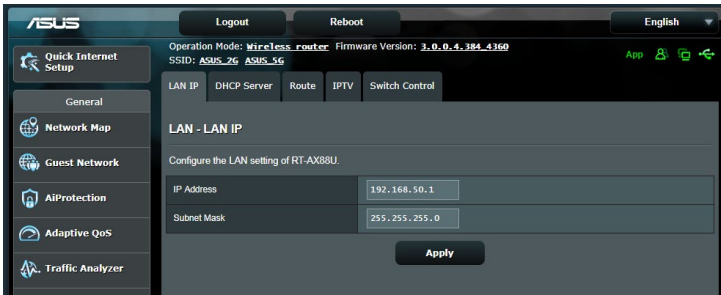 ASUS
Logout
Reboot
English
Quick Internet
Setup
Operation Mode: Wireless router Firmware Version: 3.0.0.4.384_4360
SSID: ASUS_2G ASUS_5G
App
General
Network Map
Guest Network
AiProtection
Adaptive QoS
Traffic Analyzer
LAN IP DHCP Server Route IPTV Switch Control
LAN - LAN IP
Configure the LAN setting of RT-AX88U.
IP Address 192.168.50.1
Subnet Mask 255.255.255.0
Apply